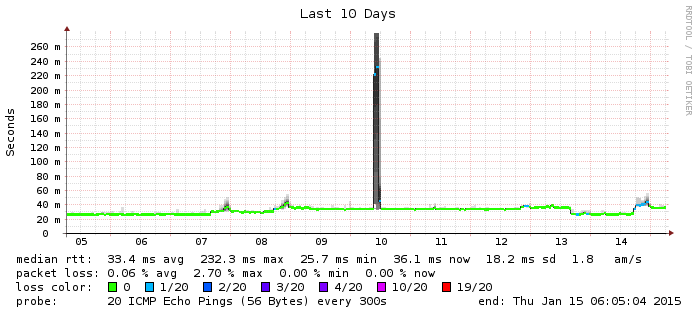 Last 10 Days
RRDTOOL / TOBI OETIKER
Seconds
260 m
240 m
220 m
200 m
180 m
160 m
140 m
120 m
100 m
80 m
60 m
40 m
20 m
0
05 06 07 08 09 10 11 12 13 14
median rtt: 33.4 ms avg 232.3 ms max 25.7 ms min 36.1 ms now 18.2 ms sd 1.8 am/s
packet loss: 0.06 % avg 2.70 % max 0.00 % min 0.00 % now
loss color: 0 1/20 2/20 3/20 4/20 10/20 19/20
probe: 20 ICMP Echo Pings (56 Bytes) every 300s end: Thu Jan 15 06:05:04 2015